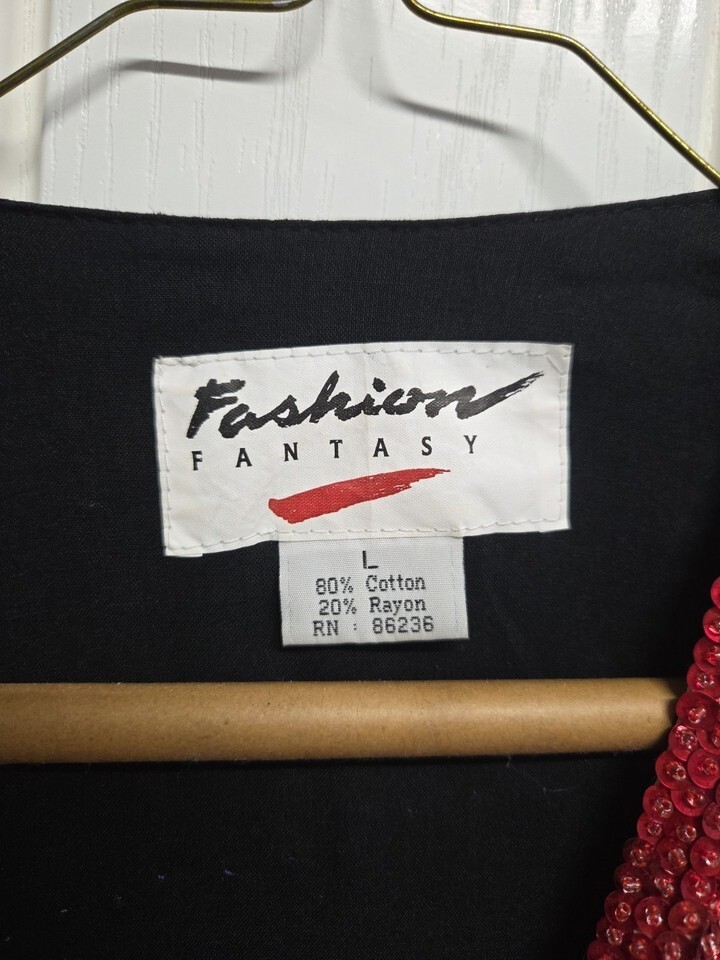 Fashion
FANTASY
L
80% Cotton
20% Rayon
RN : 86236